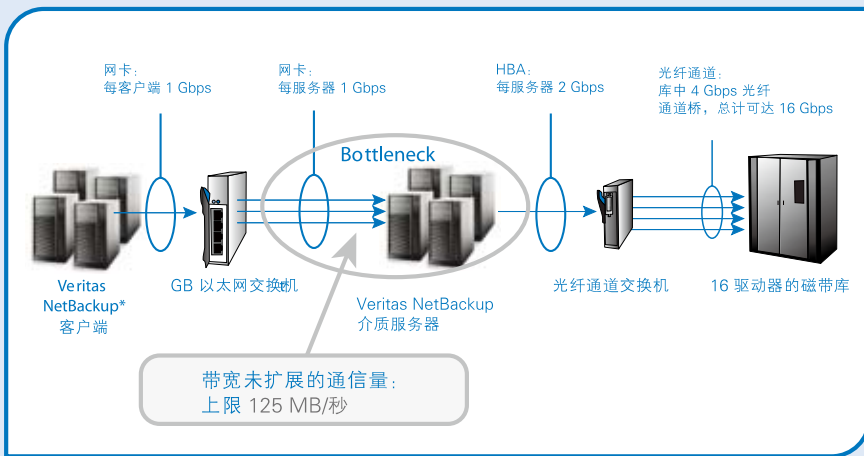 网卡：
每客户端 1 Gbps
网卡：
每服务器 1 Gbps
HBA：
每服务器 2 Gbps
光纤通道：
库中 4 Gbps 光纤
通道桥，总计可达 16 Gbps
Bottleneck
Veritas
NetBackup*
客户端
GB 以太网交换机
Veritas NetBackup
介质服务器
光纤通道交换机
16 驱动器的磁带库
带宽未扩展的通信量：
上限 125 MB/秒